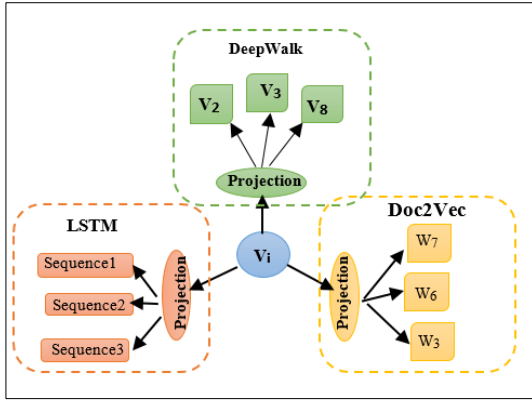 DeepWalk
V2
V3
V8
Projection
LSTM
Sequence1
Sequence2
Sequence3
Projection
Vi
Doc2Vec
Projection
W7
W6
W3